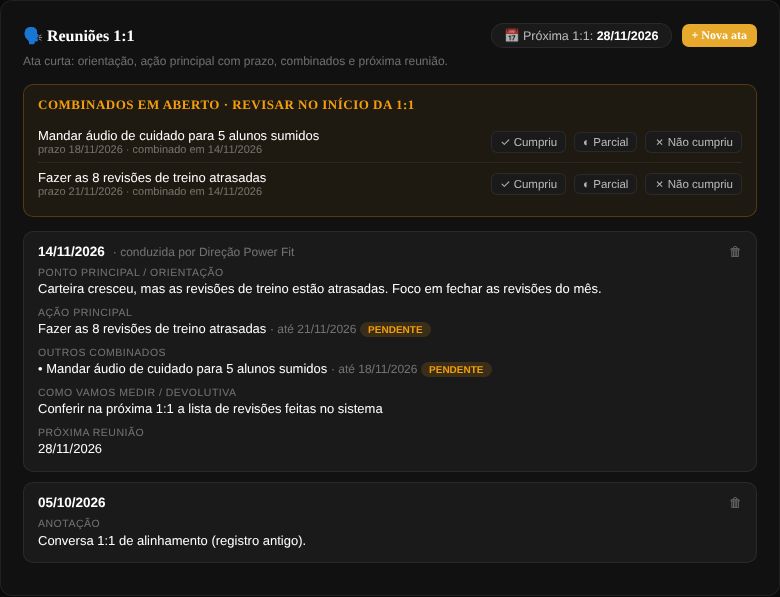 🗣️ Reuniões 1:1
📅 Próxima 1:1: 28/11/2026
+ Nova ata
Ata curta: orientação, ação principal com prazo, combinados e próxima reunião.
COMBINADOS EM ABERTO · REVISAR NO INÍCIO DA 1:1
Mandar áudio de cuidado para 5 alunos sumidos
prazo 18/11/2026 · combinado em 14/11/2026
✓ Cumpriu
◐ Parcial
✕ Não cumpriu
Fazer as 8 revisões de treino atrasadas
prazo 21/11/2026 · combinado em 14/11/2026
✓ Cumpriu
◐ Parcial
✕ Não cumpriu
14/11/2026 · conduzida por Direção Power Fit
PONTO PRINCIPAL / ORIENTAÇÃO
Carteira cresceu, mas as revisões de treino estão atrasadas. Foco em fechar as revisões do mês.
AÇÃO PRINCIPAL
Fazer as 8 revisões de treino atrasadas · até 21/11/2026 PENDENTE
OUTROS COMBINADOS
• Mandar áudio de cuidado para 5 alunos sumidos · até 18/11/2026 PENDENTE
COMO VAMOS MEDIR / DEVOLUTIVA
Conferir na próxima 1:1 a lista de revisões feitas no sistema
PRÓXIMA REUNIÃO
28/11/2026
05/10/2026
ANOTAÇÃO
Conversa 1:1 de alinhamento (registro antigo).